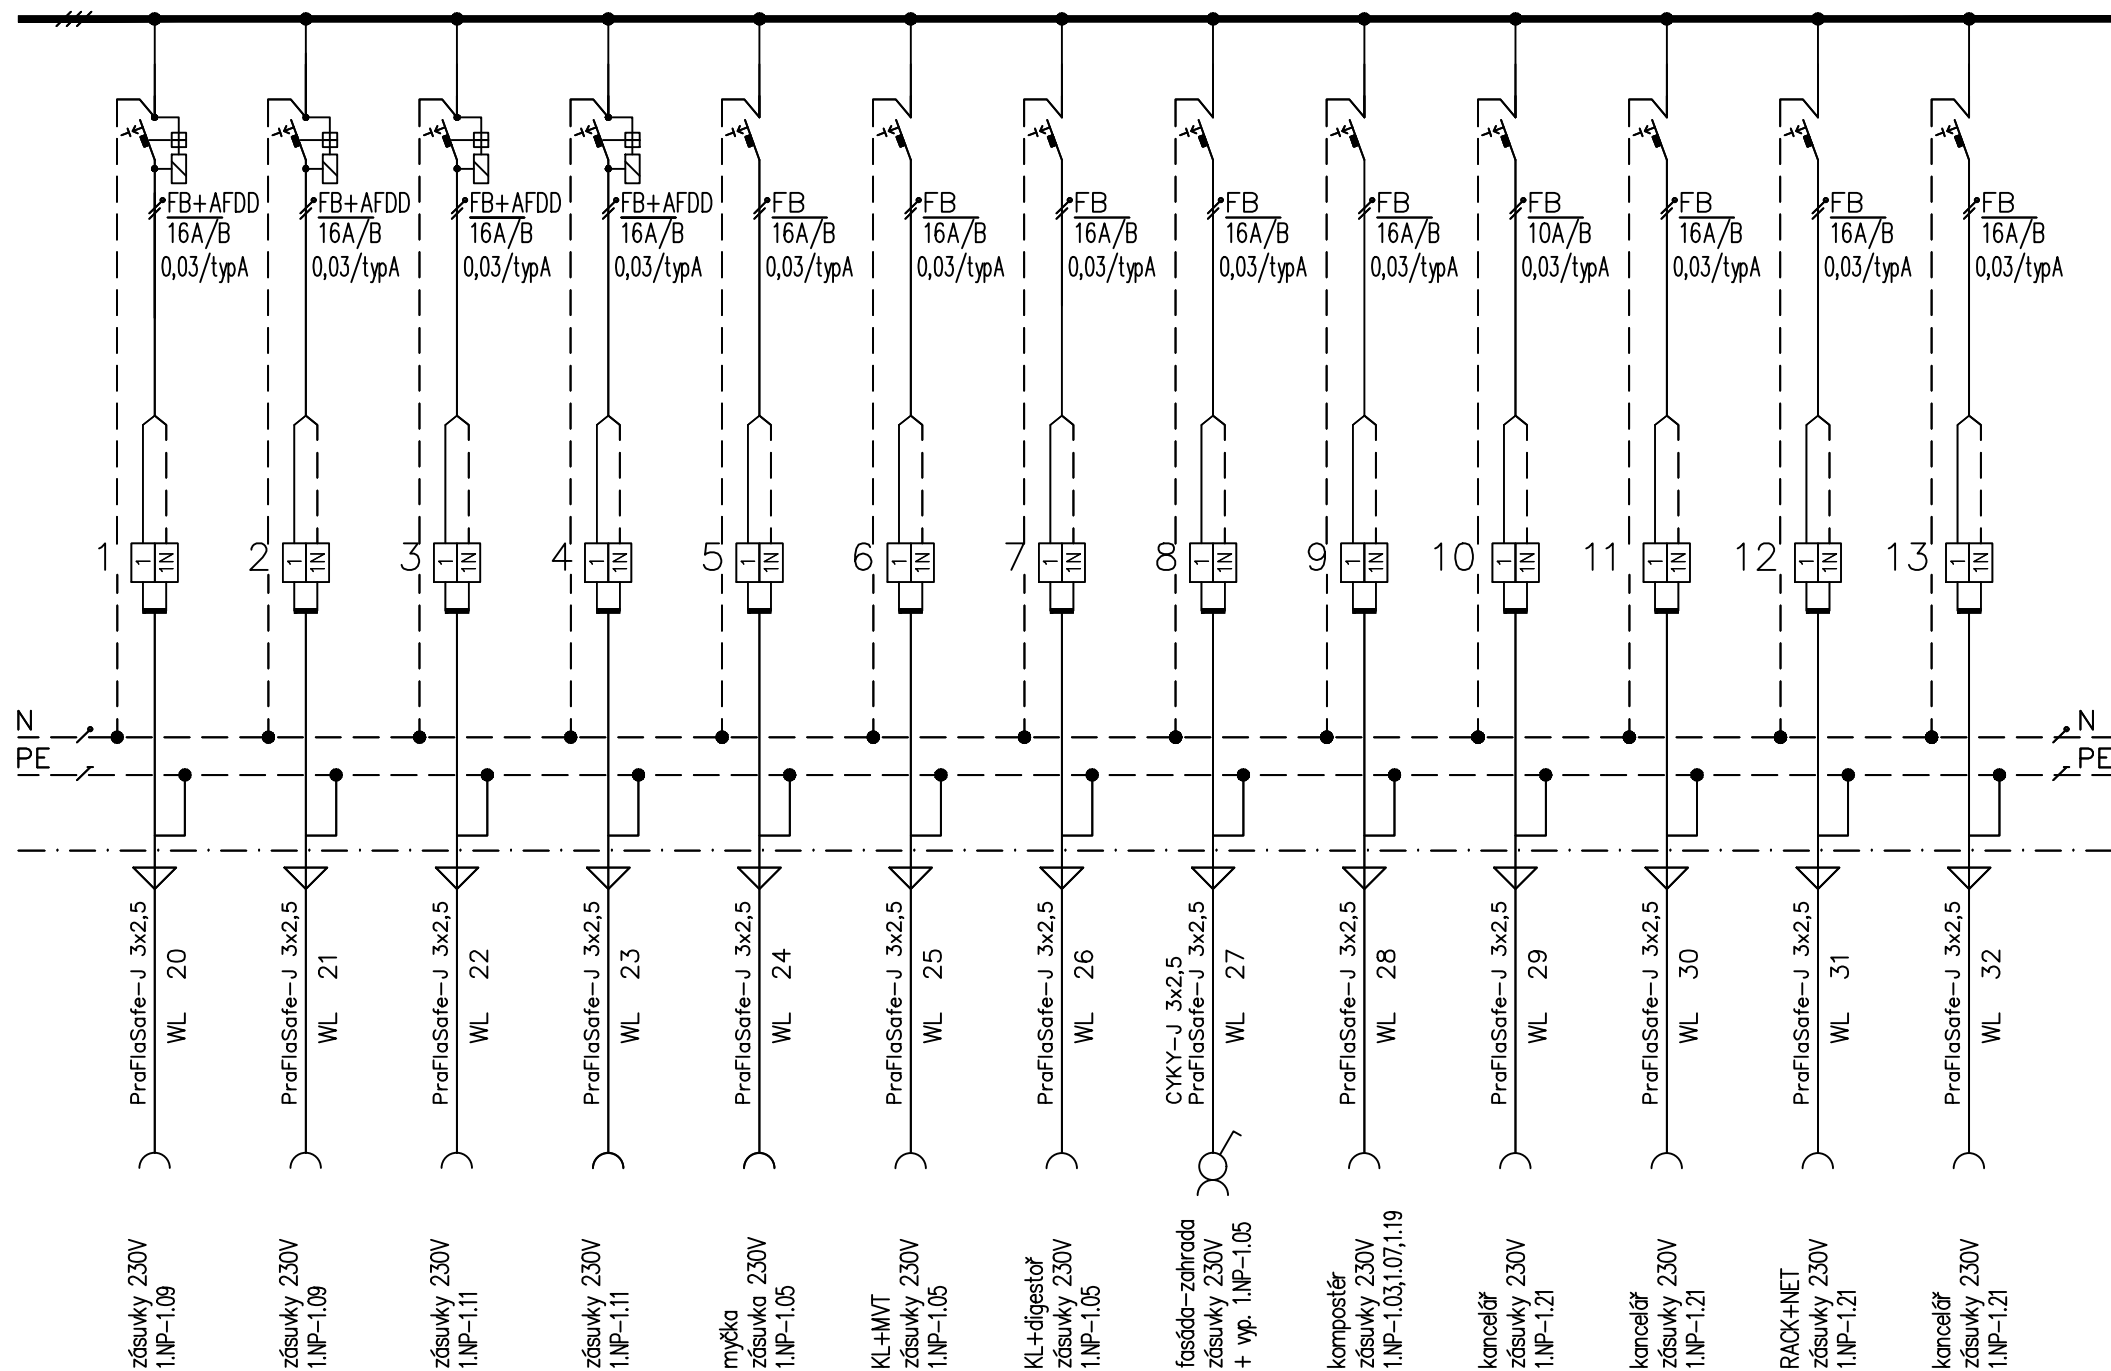 FB+AFDD
16A/B
0,03/typA
FB+AFDD
16A/B
0,03/typA
FB+AFDD
16A/B
0,03/typA
FB+AFDD
16A/B
0,03/typA
FB
16A/B
0,03/typA
FB
16A/B
0,03/typA
FB
16A/B
0,03/typA
FB
16A/B
0,03/typA
FB
16A/B
0,03/typA
FB
10A/B
0,03/typA
FB
16A/B
0,03/typA
FB
16A/B
0,03/typA
FB
16A/B
0,03/typA
1 1 1N
2 1 1N
3 1 1N
4 1 1N
5 1 1N
6 1 1N
7 1 1N
8 1 1N
9 1 1N
10 1 1N
11 1 1N
12 1 1N
13 1 1N
N
PE
N
PE
PraFlaSafe-J 3x2,5
WL 20
PraFlaSafe-J 3x2,5
WL 21
PraFlaSafe-J 3x2,5
WL 22
PraFlaSafe-J 3x2,5
WL 23
PraFlaSafe-J 3x2,5
WL 24
PraFlaSafe-J 3x2,5
WL 25
PraFlaSafe-J 3x2,5
WL 26
CYKY-J 3x2,5
PraFlaSafe-J 3x2,5
WL 27
PraFlaSafe-J 3x2,5
WL 28
PraFlaSafe-J 3x2,5
WL 29
PraFlaSafe-J 3x2,5
WL 30
PraFlaSafe-J 3x2,5
WL 31
PraFlaSafe-J 3x2,5
WL 32
zásuvky 230V
1.NP-1.09
zásuvky 230V
1.NP-1.09
zásuvky 230V
1.NP-1.11
zásuvky 230V
1.NP-1.11
myčka
zásuvka 230V
1.NP-1.05
KL+MVT
zásuvky 230V
1.NP-1.05
KL+digestoř
zásuvky 230V
1.NP-1.05
fasáda-zahrada
zásuvky 230V
+ vyp. 1.NP-1.05
kompostér
zásuvky 230V
1.NP-1.03,1.07,1.19
kancelář
zásuvky 230V
1.NP-1.21
kancelář
zásuvky 230V
1.NP-1.21
RACK+NET
zásuvky 230V
1.NP-1.21
kancelář
zásuvky 230V
1.NP-1.21